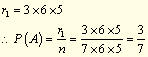 r₁ = 3 × 6 × 5
∴ P(A) = r₁/n = (3 × 6 × 5)/(7 × 6 × 5) = 3/7